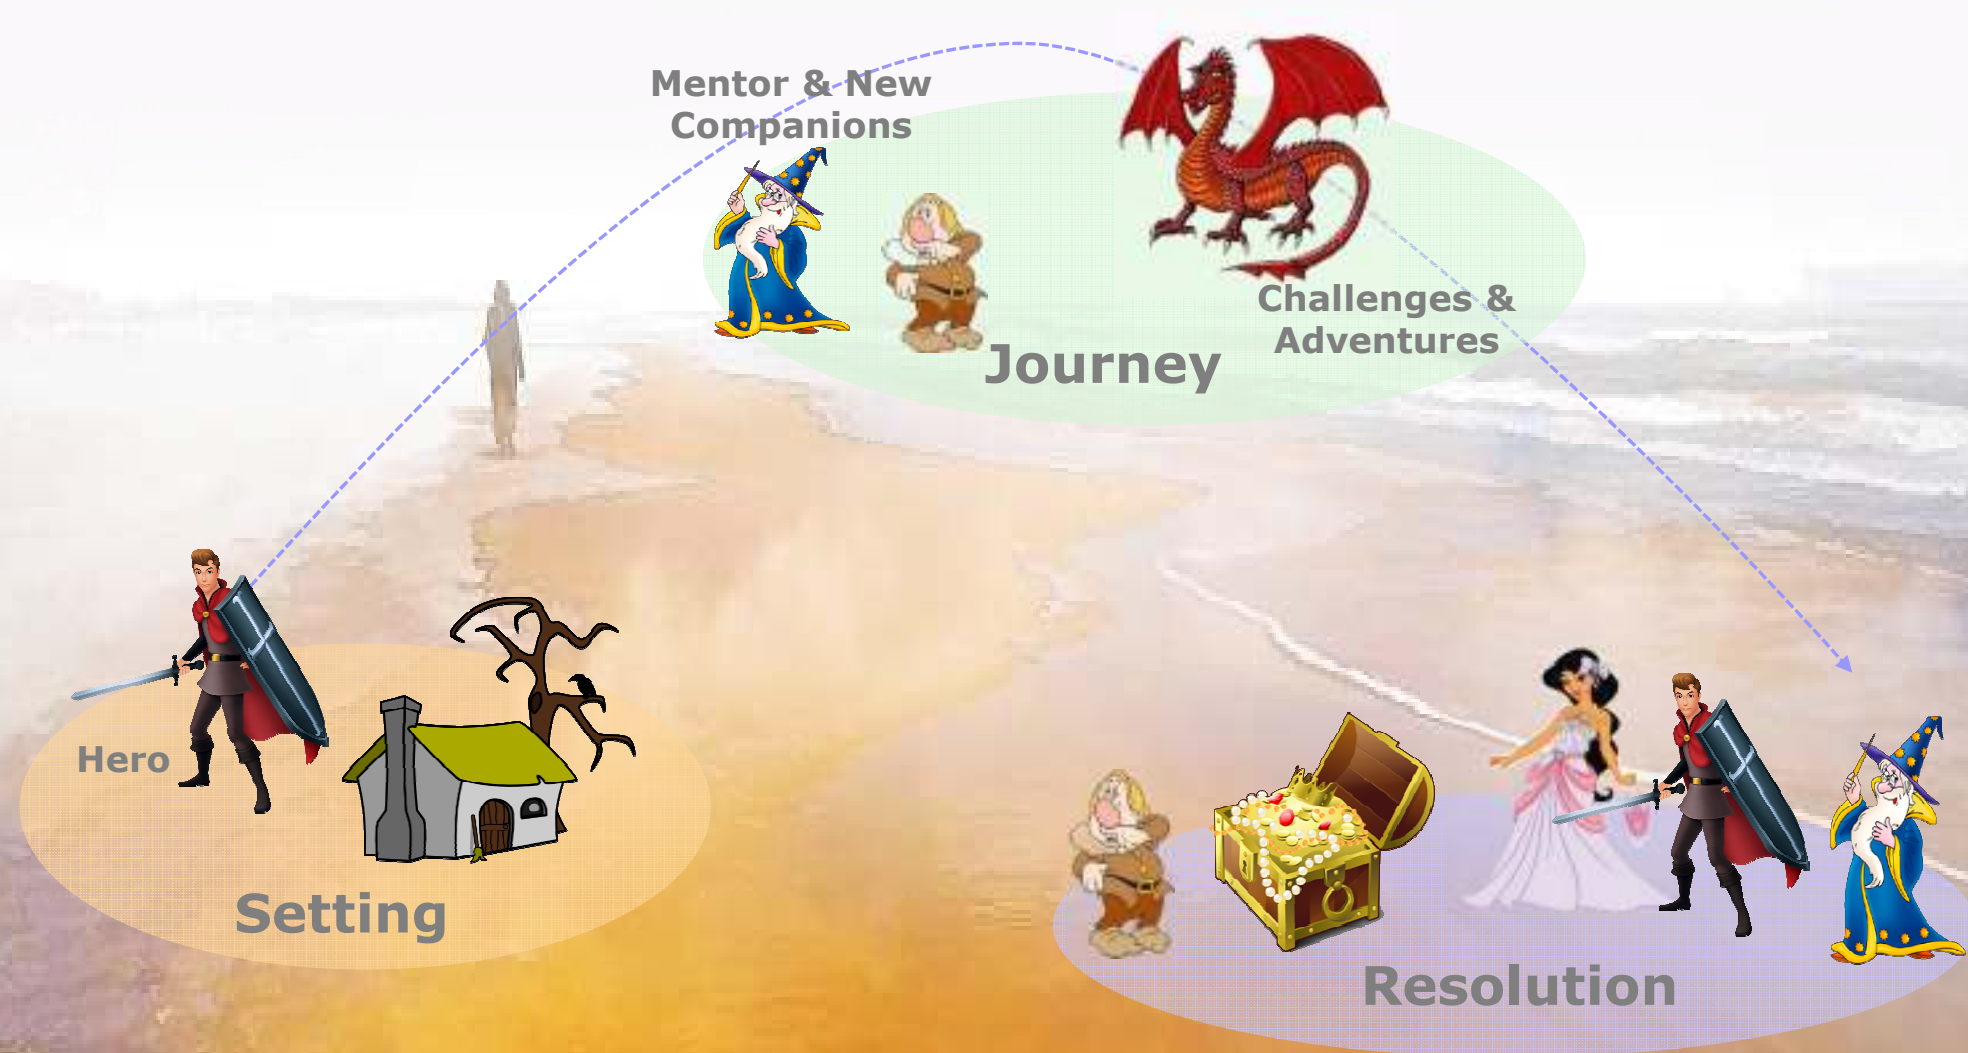 Mentor & New
Companions
Challenges &
Adventures
Journey
Hero
Setting
Resolution